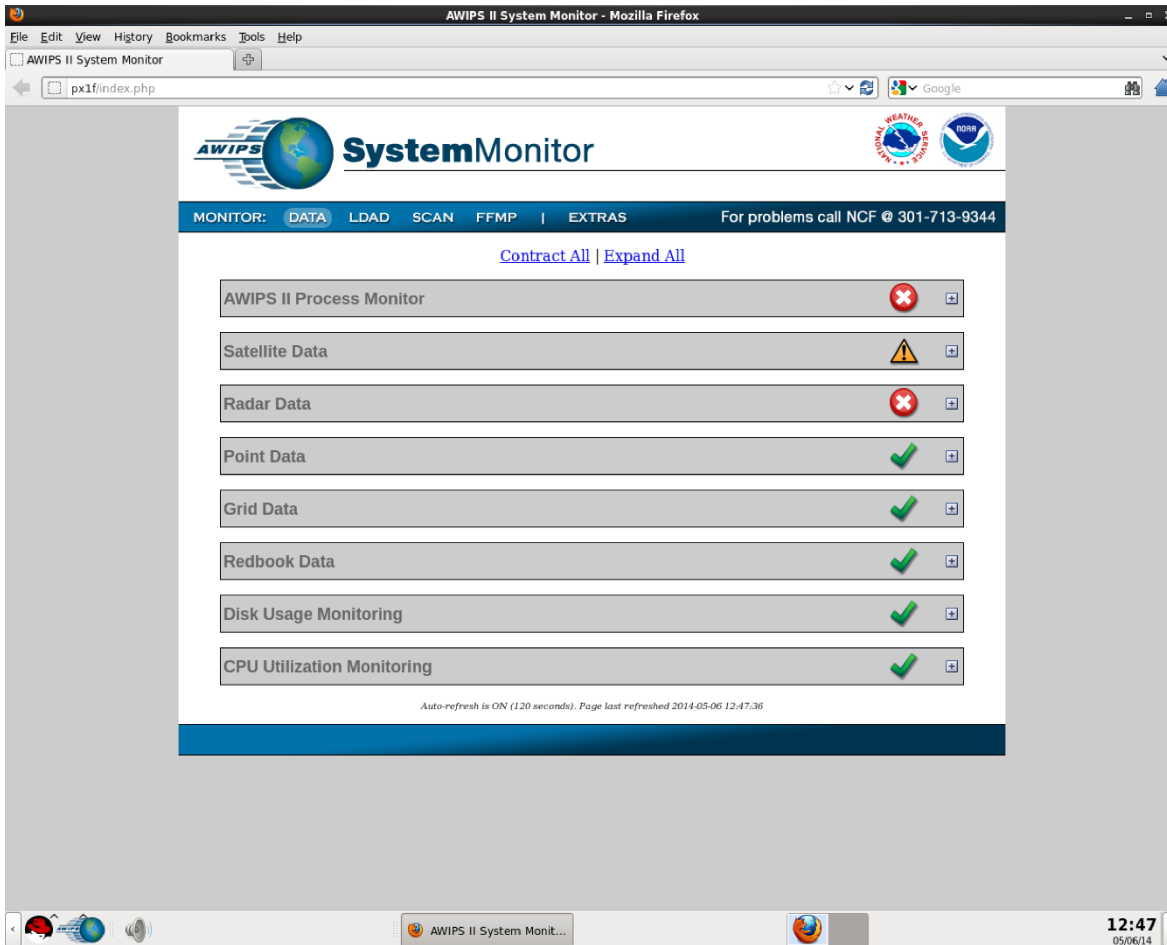 AWIPS II System Monitor - Mozilla Firefox
File Edit View History Bookmarks Tools Help
AWIPS II System Monitor
px1f/index.php
Google
AWIPS
SystemMonitor
NATIONAL WEATHER SERVICE
NOAA
MONITOR: DATA LDAD SCAN FFMP | EXTRAS For problems call NCF @ 301-713-9344
Contract All | Expand All
AWIPS II Process Monitor
Satellite Data
Radar Data
Point Data
Grid Data
Redbook Data
Disk Usage Monitoring
CPU Utilization Monitoring
Auto-refresh is ON (120 seconds). Page last refreshed 2014-05-06 12:47:36
AWIPS II System Monit...
12:47
05/06/14